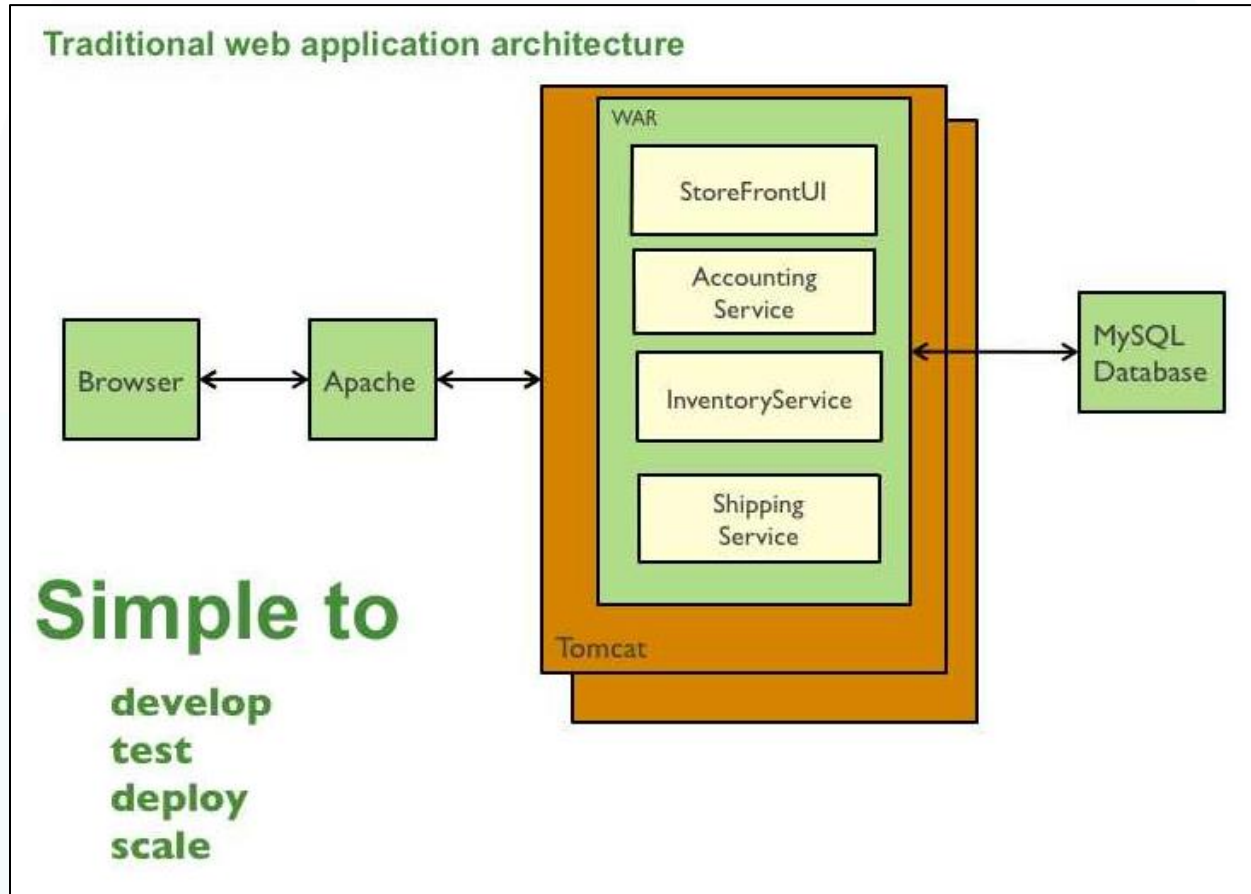 Traditional web application architecture
WAR
StoreFrontUI
Accounting
Service
InventoryService
Shipping
Service
Tomcat
Browser
Apache
MySQL
Database
Simple to
develop
test
deploy
scale